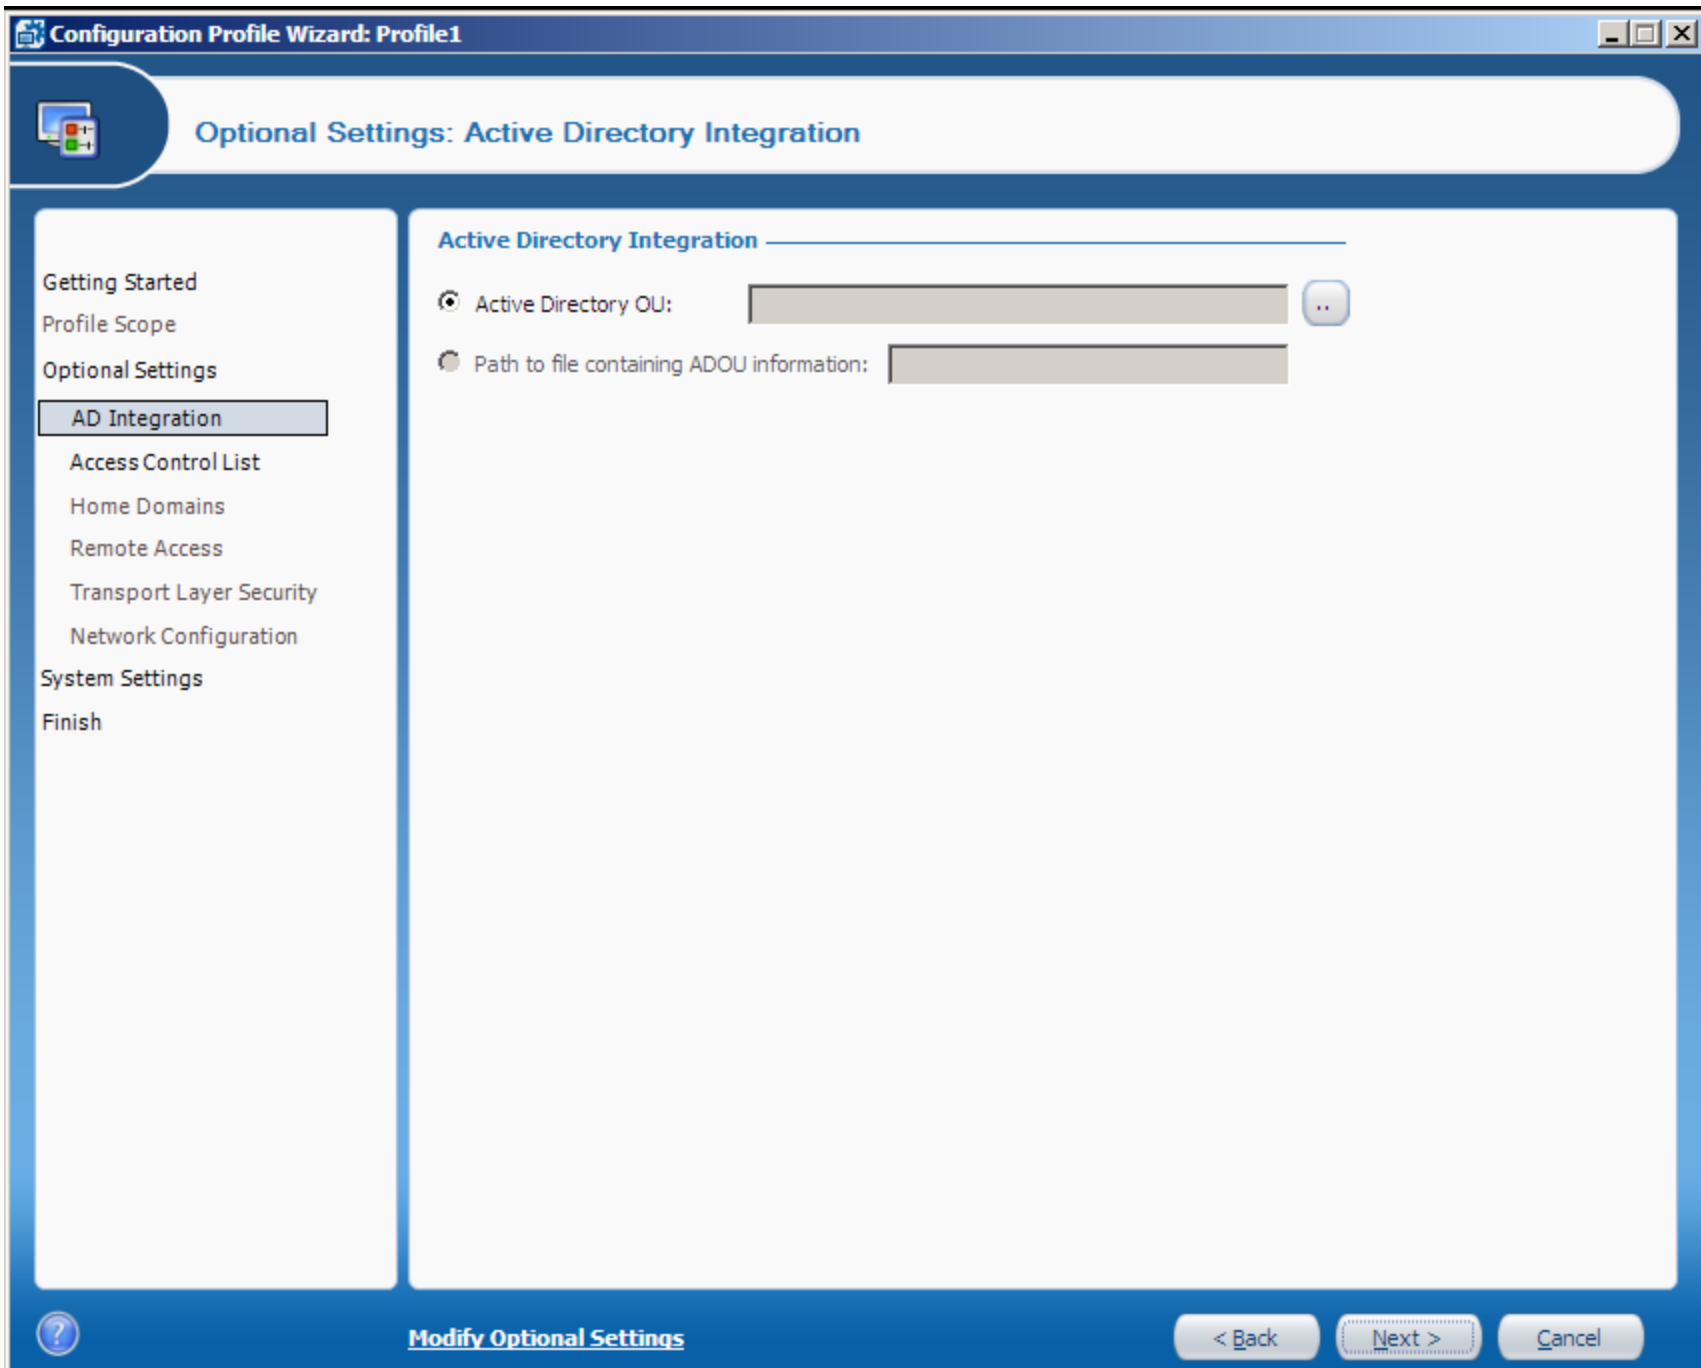 Configuration Profile Wizard: Profile1
Optional Settings: Active Directory Integration
Getting Started
Profile Scope
Optional Settings
AD Integration
Access Control List
Home Domains
Remote Access
Transport Layer Security
Network Configuration
System Settings
Finish
Active Directory Integration
Active Directory OU:
..
Path to file containing ADOU information:
?
Modify Optional Settings
< Back
Next >
Cancel